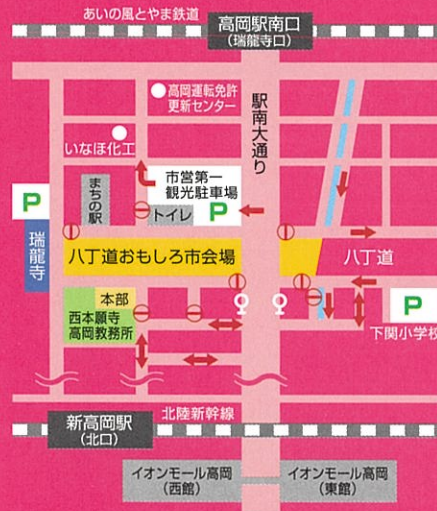 あいの風とやま鉄道
高岡駅南口
(瑞龍寺口)
高岡運転免許
更新センター
駅南大通り
いなほ化工
市営第一
観光駐車場
まちの駅
トイレ
P
P
瑞龍寺
八丁道おもしろ市会場
八丁道
本部
西本願寺
高岡教務所
P
下関小学校
北陸新幹線
新高岡駅
(北口)
イオンモール高岡
(西館)
イオンモール高岡
(東館)